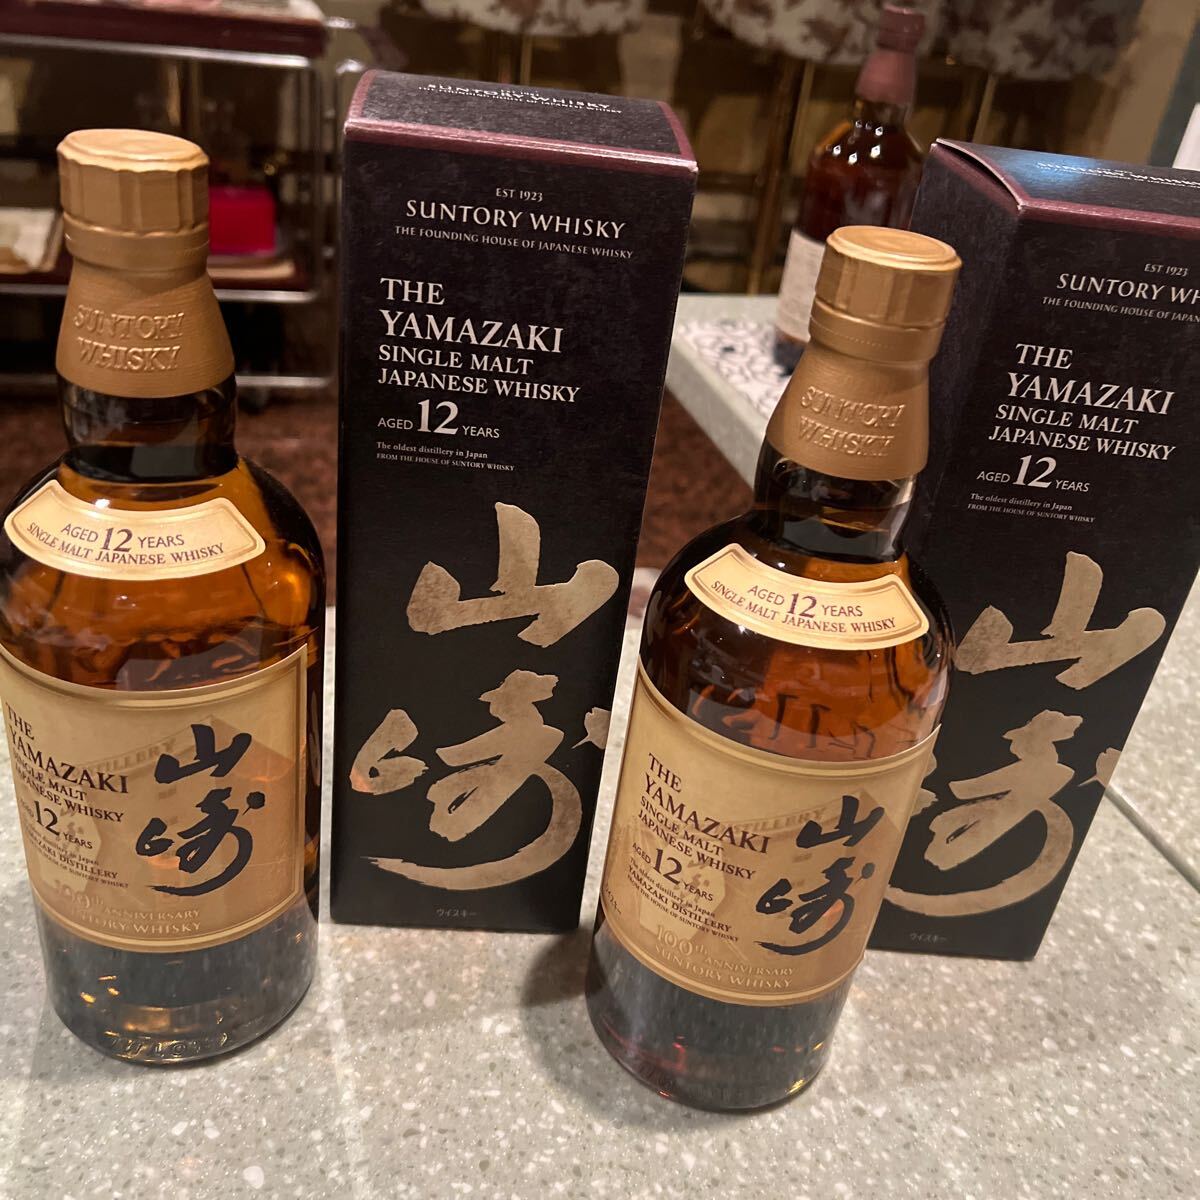 SUNTORY
WHISKY
AGED 12 YEARS
SINGLE MALT JAPANESE WHISKY
THE
YAMAZAKI
SINGLE MALT
JAPANESE WHISKY
AGED 12 YEARS
山崎
DISTILLERY
100th ANNIVERSARY
WHISKY
SUNTORY WHISKY
EST 1923
SUNTORY WHISKY
THE FOUNDING HOUSE OF JAPANESE WHISKY
THE
YAMAZAKI
SINGLE MALT
JAPANESE WHISKY
AGED 12 YEARS
The oldest distillery in Japan
FROM THE HOUSE OF SUNTORY WHISKY
山崎
ウイスキー
SUNTORY
WHISKY
AGED 12 YEARS
SINGLE MALT JAPANESE WHISKY
THE
YAMAZAKI
SINGLE MALT
JAPANESE WHISKY
AGED 12 YEARS
The oldest distillery in Japan
YAMAZAKI DISTILLERY
FROM THE HOUSE OF SUNTORY WHISKY
山崎
100th ANNIVERSARY
SUNTORY WHISKY
EST 1923
SUNTORY WH
THE FOUNDING HOUSE OF JAPAN
THE
YAMAZAKI
SINGLE MALT
JAPANESE WHISKY
AGED 12 YEARS
The oldest distillery in Japan
FROM THE HOUSE OF SUNTORY WHISKY
山崎
ウイスキー